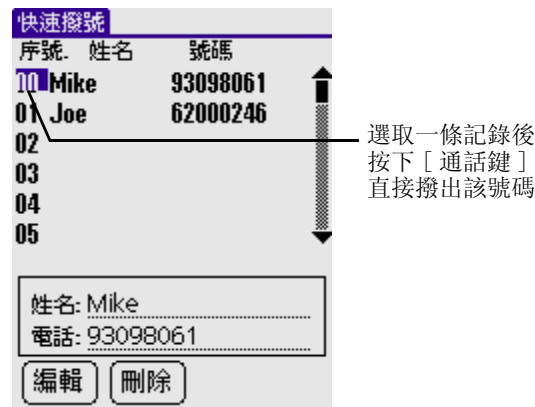 快速撥號
序號. 姓名 號碼
00 Mike 93098061
01 Joe 62000246
02
03
04
05
選取一條記錄後
按下［通話鍵］
直接撥出該號碼
姓名: Mike
電話: 93098061
編輯 刪除